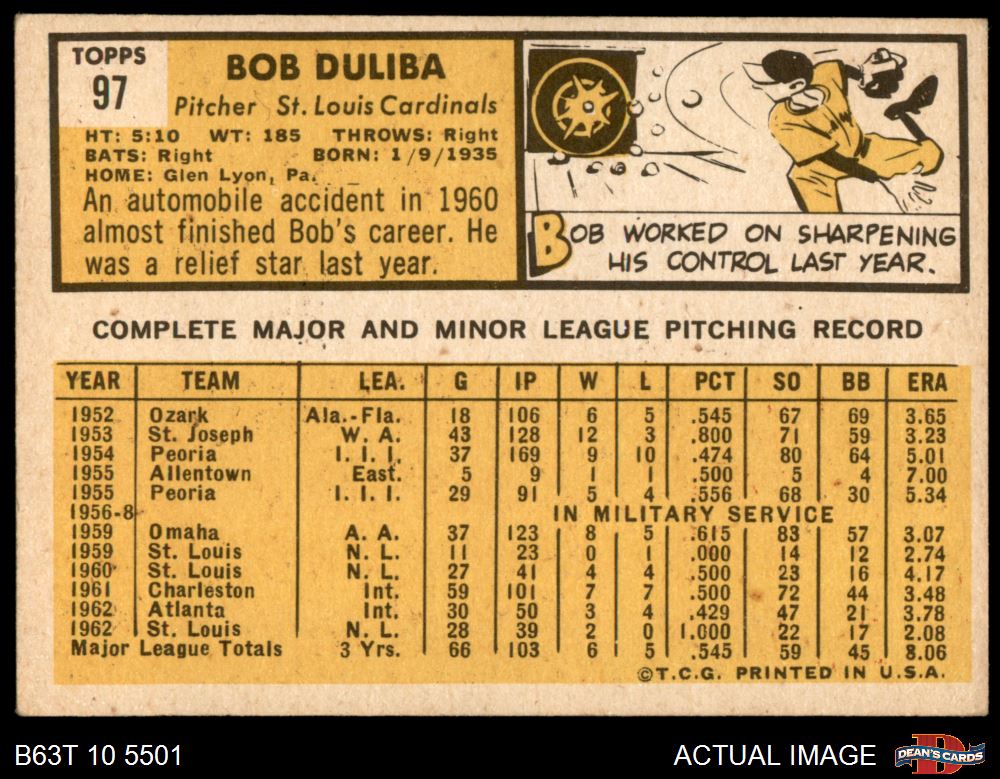 TOPPS
97
BOB DULIBA
Pitcher St. Louis Cardinals
HT: 5:10 WT: 185 THROWS: Right
BATS: Right BORN: 1/9/1935
HOME: Glen Lyon, Pa.
An automobile accident in 1960
almost finished Bob's career. He
was a relief star last year.
BOB WORKED ON SHARPENING
HIS CONTROL LAST YEAR.
COMPLETE MAJOR AND MINOR LEAGUE PITCHING RECORD
YEAR TEAM LEA. G IP W L PCT SO BB ERA
1952 Ozark Ala.-Fla. 18 106 6 5 .545 67 69 3.65
1953 St. Joseph W. A. 43 128 12 3 .800 71 59 3.23
1954 Peoria I. I. I. 37 169 9 10 .474 80 64 5.01
1955 Allentown East. 5 9 1 1 .500 5 4 7.00
1955 Peoria I. I. I. 29 91 5 4 .556 68 30 5.34
1956-8 IN MILITARY SERVICE
1959 Omaha A. A. 37 123 8 5 .615 83 57 3.07
1959 St. Louis N. L. 11 23 0 1 .000 14 12 2.74
1960 St. Louis N. L. 27 41 4 4 .500 23 16 4.17
1961 Charleston Int. 59 101 7 7 .500 72 44 3.48
1962 Atlanta Int. 30 50 3 4 .429 47 21 3.78
1962 St. Louis N. L. 28 39 2 0 1.000 22 17 2.08
Major League Totals 3 Yrs. 66 103 6 5 .545 59 45 8.06
©T.C.G. PRINTED IN U.S.A.
B63T 10 5501 ACTUAL IMAGE DEAN'S CARDS